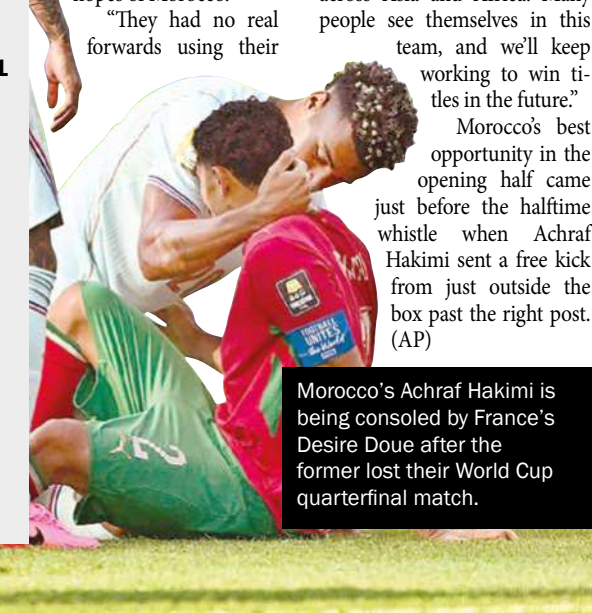 hopes of Morocco.
“They had no real
forwards using their
across Asia and Africa. Many
people see themselves in this
team, and we’ll keep
working to win ti-
tles in the future.”
Morocco’s best
opportunity in the
opening half came
just before the halftime
whistle when Achraf
Hakimi sent a free kick
from just outside the
box past the right post.
(AP)
FOOTBALL
UNITES
the World
2
Morocco’s Achraf Hakimi is
being consoled by France’s
Desire Doue after the
former lost their World Cup
quarterfinal match.